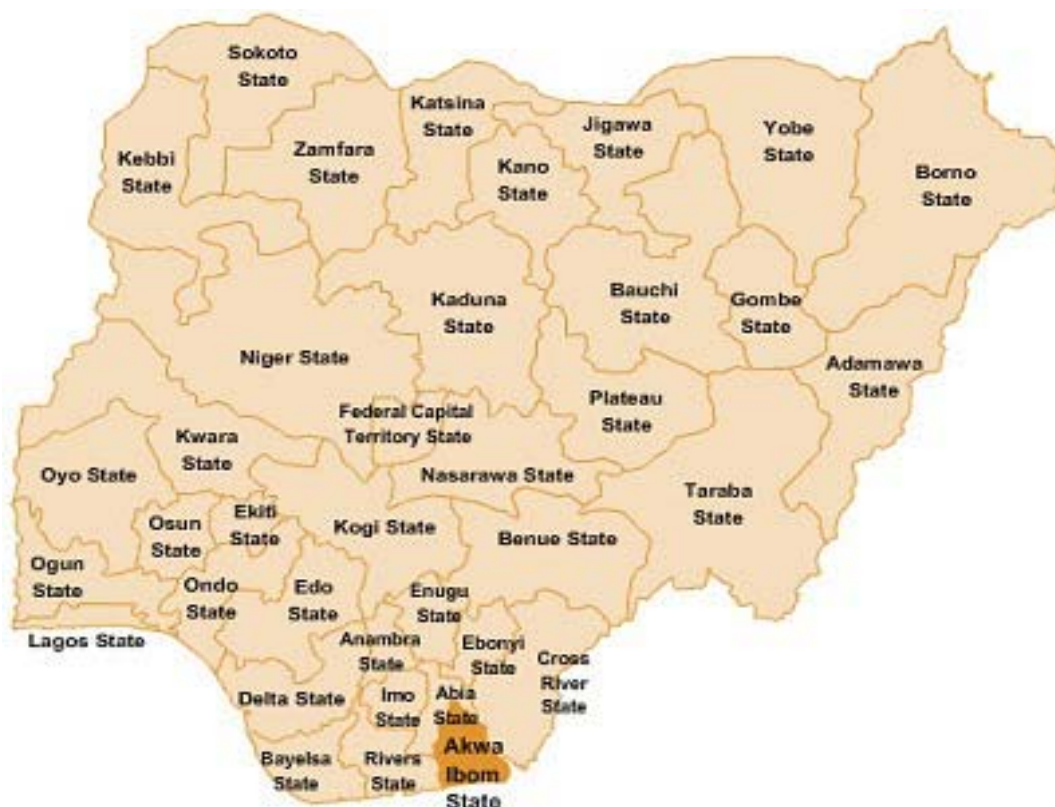 Sokoto
State
Katsina
State
Jigawa
State
Yobe
State
Kebbi
State
Zamfara
State
Kano
State
Borno
State
Kaduna
State
Bauchi
State
Gombe
State
Niger State
Adamawa
State
Plateau
State
Federal Capital
Territory State
Kwara
State
Oyo State
Nasarawa State
Taraba
State
Osun
State
Ekiti
State
Kogi State
Benue State
Ogun
State
Ondo
State
Edo
State
Enugu
State
Lagos State
Anambra
State
Ebonyi
State
Cross
River
State
Delta State
Imo
State
Abia
State
Bayelsa
State
Rivers
State
Akwa
Ibom
State